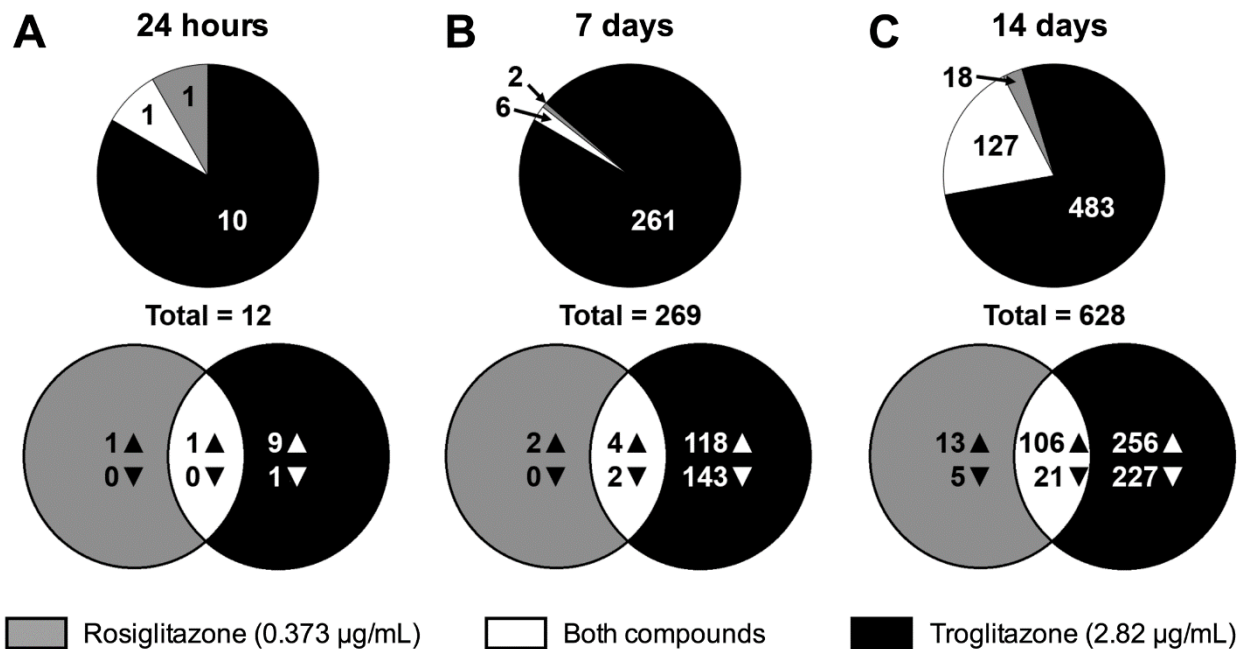 A 24 hours
B 7 days
C 14 days
1
1
10
2
6
261
18
127
483
Total = 12
Total = 269
Total = 628
1▲ 1▲ 9▲
0▼ 0▼ 1▼
2▲ 4▲ 118▲
0▼ 2▼ 143▼
13▲ 106▲ 256▲
5▼ 21▼ 227▼
Rosiglitazone (0.373 µg/mL)
Both compounds
Troglitazone (2.82 µg/mL)